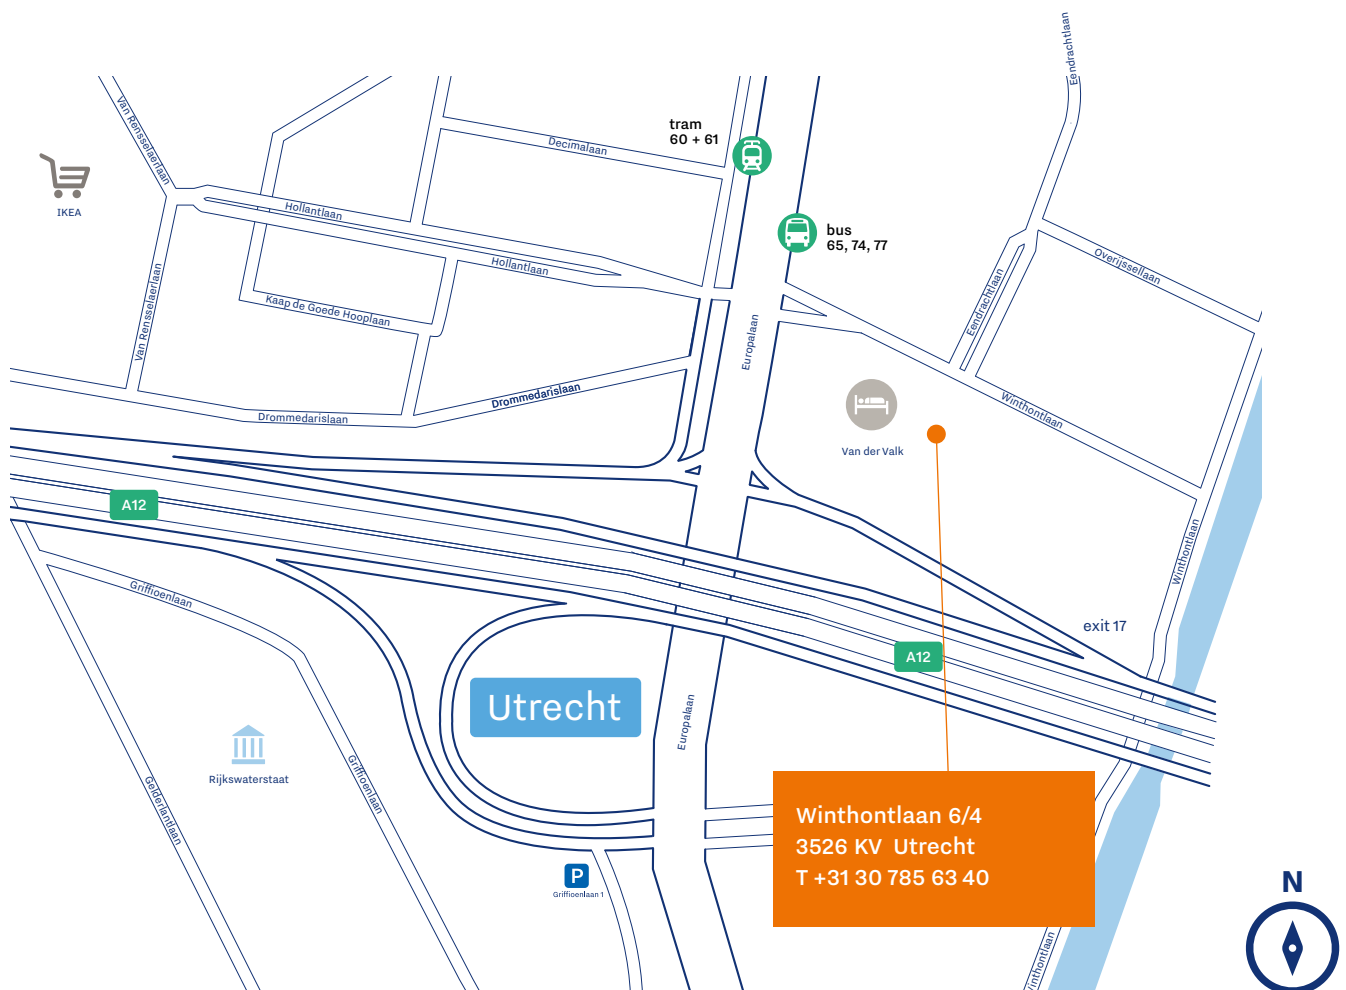 Eendrachtlaan
Van Rensselaerlaan
tram
60 + 61
Decimalaan
IKEA
Hollantlaan
bus
65, 74, 77
Hollantlaan
Overijssellaan
Van Rensselaerlaan
Kaap de Goede Hooplaan
Eendrachtlaan
Europalaan
Drommedarislaan
Drommedarislaan
Winthontlaan
Van der Valk
A12
Winthontlaan
Griffioenlaan
exit 17
A12
Utrecht
Europalaan
Rijkswaterstaat
Griffioenlaan
Gelderlantlaan
Winthontlaan 6/4
3526 KV Utrecht
T +31 30 785 63 40
P
Griffioenlaan 1
N
inthontlaan